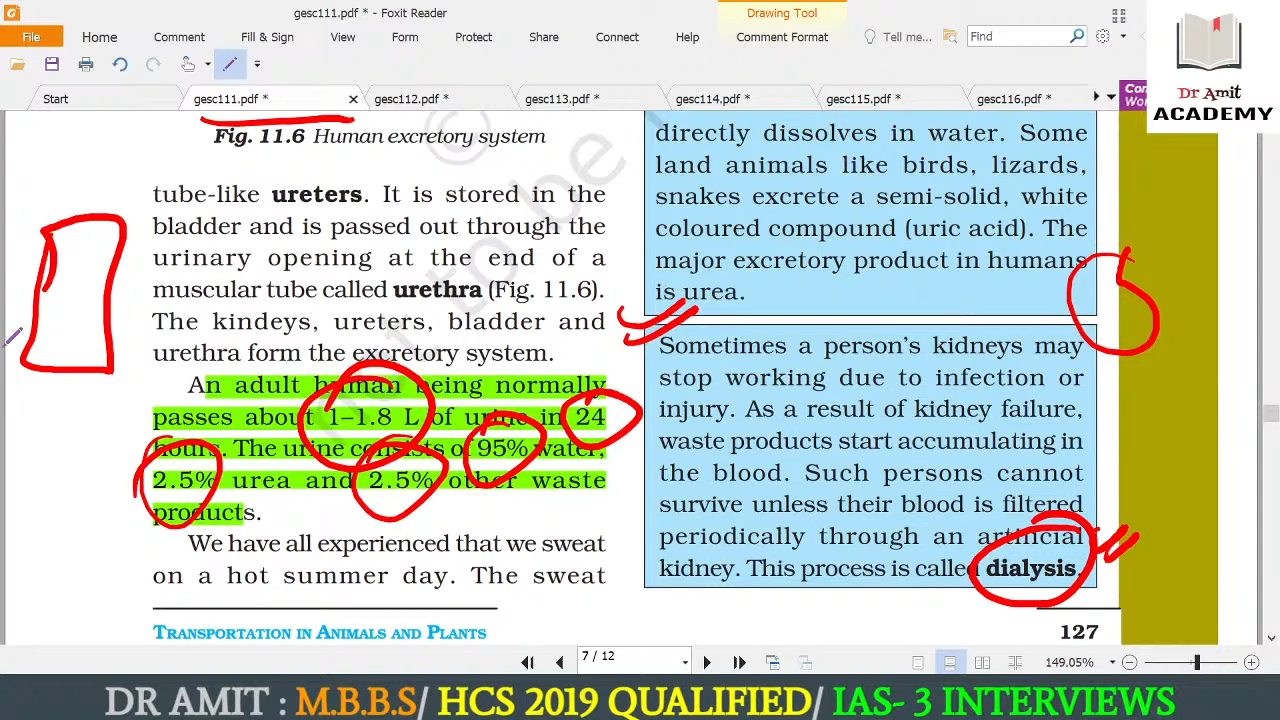 gesc111.pdf * - Foxit Reader
Drawing Tool
File Home Comment Fill & Sign View Form Protect Share Connect Help Comment Format Tell me... Find
Start gesc111.pdf * gesc112.pdf * gesc113.pdf * gesc114.pdf * gesc115.pdf * gesc116.pdf *
Dr Amit
ACADEMY
Fig. 11.6 Human excretory system
tube-like ureters. It is stored in the
bladder and is passed out through the
urinary opening at the end of a
muscular tube called urethra (Fig. 11.6).
The kindeys, ureters, bladder and
urethra form the excretory system.
An adult human being normally
passes about 1–1.8 L of urine in 24
hours. The urine consists of 95% water,
2.5% urea and 2.5% other waste
products.
We have all experienced that we sweat
on a hot summer day. The sweat
directly dissolves in water. Some
land animals like birds, lizards,
snakes excrete a semi-solid, white
coloured compound (uric acid). The
major excretory product in humans
is urea.
Sometimes a person's kidneys may
stop working due to infection or
injury. As a result of kidney failure,
waste products start accumulating in
the blood. Such persons cannot
survive unless their blood is filtered
periodically through an artificial
kidney. This process is called dialysis.
TRANSPORTATION IN ANIMALS AND PLANTS
127
7 / 12
149.05%
DR AMIT : M.B.B.S/ HCS 2019 QUALIFIED/ IAS- 3 INTERVIEWS